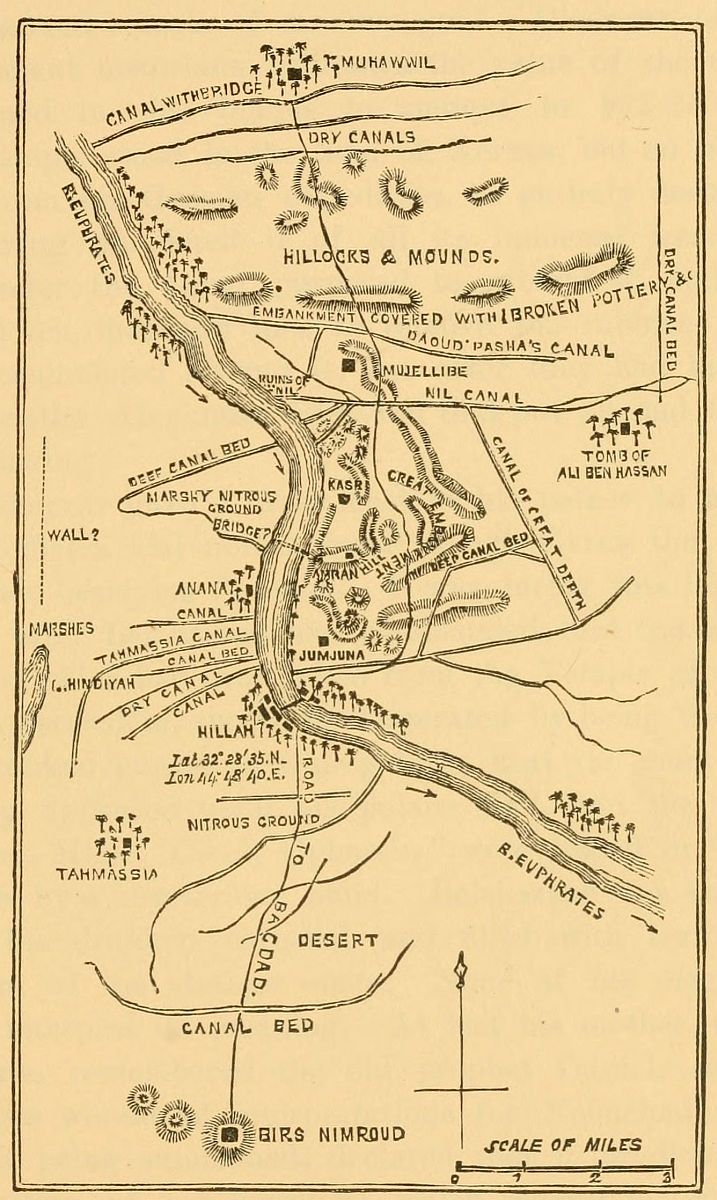 MUHAWWIL
CANAL WITH BRIDGE
DRY CANALS
R. EUPHRATES
HILLOCKS & MOUNDS.
DRY CANAL BED
EMBANKMENT COVERED WITH BROKEN POTTERY &c
DAOUD PASHA'S CANAL
MUJELLIBE
RUINS OF
NIL
NIL CANAL
TOMB OF
ALI BEN HASSAN
DEEP CANAL BED
MARSHY NITROUS
GROUND
BRIDGE?
KASR
GREAT EMBANKMENT
CANAL OF GREAT DEPTH
WALL?
AMRAN HILL
DEEP CANAL BED
ANANA
CANAL
MARSHES
TAHMASSIA CANAL
CANAL BED
JUMJUNA
HINDIYAH
DRY CANAL
CANAL
HILLAH
Lat 32° 28' 35. N.
Lon 44° 48' 40. E.
ROAD TO BAGDAD.
NITROUS GROUND
TAHMASSIA
R. EUPHRATES
DESERT
CANAL BED
BIRS NIMROUD
SCALE OF MILES
0 1 2 3